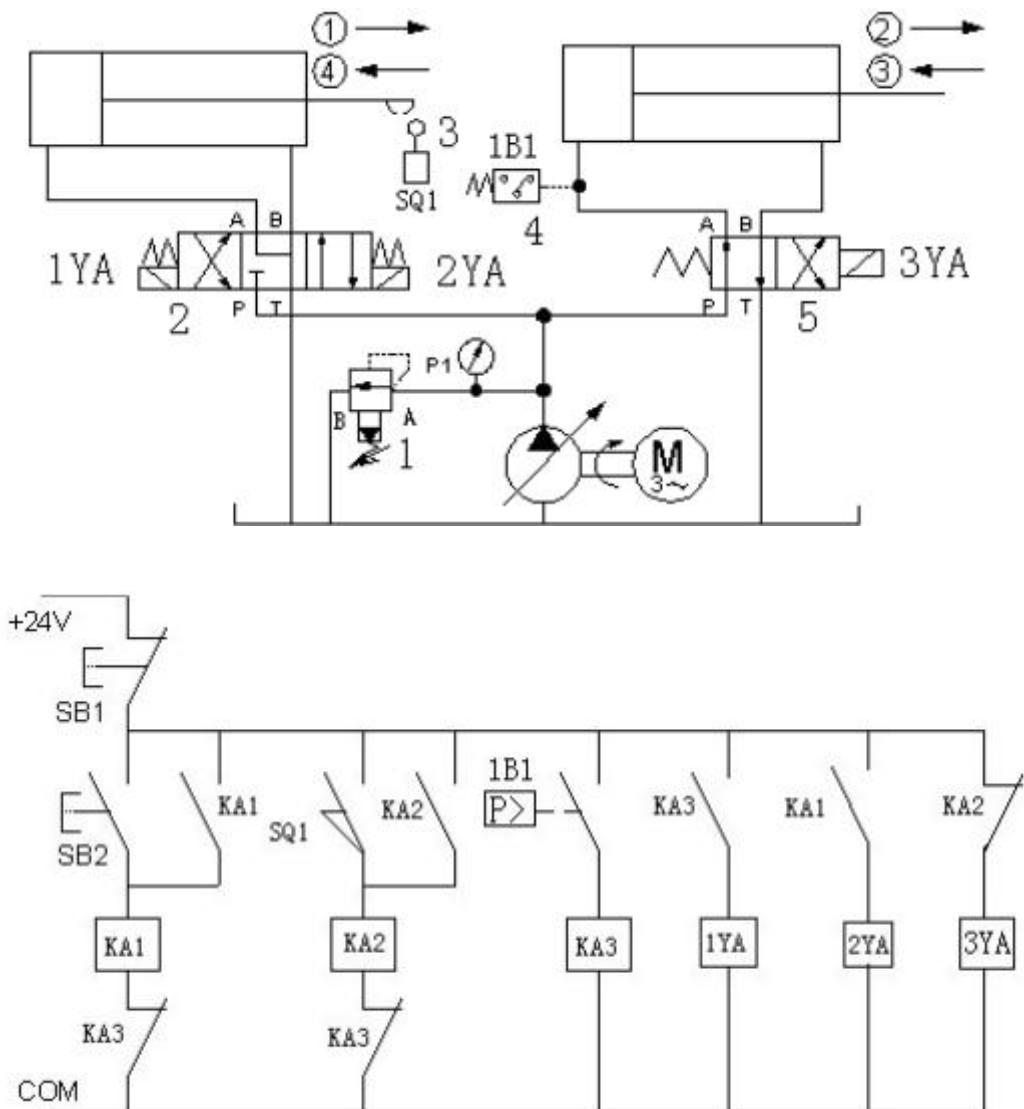 ① ②
④ ③
3
1B1
SQ1
4
A B A B
1YA 2YA 3YA
2 P T P T 5
P1
B A
1
M
3~
+24V
SB1
1B1
KA1 KA2 P> KA3 KA1 KA2
SQ1
SB2
KA1 KA2 KA3 1YA 2YA 3YA
KA3 KA3
COM